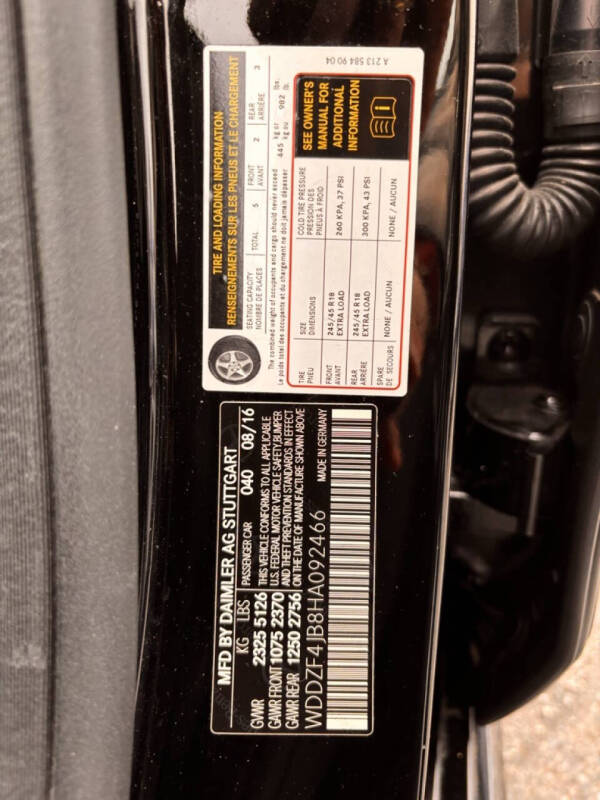 TIRE AND LOADING INFORMATION
RENSEIGNEMENTS SUR LES PNEUS ET LE CHARGEMENT
SEATING CAPACITY TOTAL 5 FRONT 2 REAR 3
NOMBRE DE PLACES AVANT ARRIÈRE
The combined weight of occupants and cargo should never exceed 445 kg or 982 lbs.
Le poids total des occupants et du chargement ne doit jamais dépasser kg ou lb.
TIRE SIZE COLD TIRE PRESSURE
PNEU DIMENSIONS PRESSION DES
PNEUS À FROID
FRONT 245/45 R18 260 KPA, 37 PSI
AVANT EXTRA LOAD
REAR 245/45 R18 300 KPA, 43 PSI
ARRIÈRE EXTRA LOAD
SPARE NONE / AUCUN NONE / AUCUN
DE SECOURS
SEE OWNER'S
MANUAL FOR
ADDITIONAL
INFORMATION
i
A 213 584 90 04
MFD BY DAIMLER AG STUTTGART
KG LBS PASSENGER CAR 040 08/16
GVWR 2325 5126 THIS VEHICLE CONFORMS TO ALL APPLICABLE
GAWR FRONT 1075 2370 U.S. FEDERAL MOTOR VEHICLE SAFETY, BUMPER
GAWR REAR 1250 2756 AND THEFT PREVENTION STANDARDS IN EFFECT
ON THE DATE OF MANUFACTURE SHOWN ABOVE
WDDZF4JB8HA092466 MADE IN GERMANY